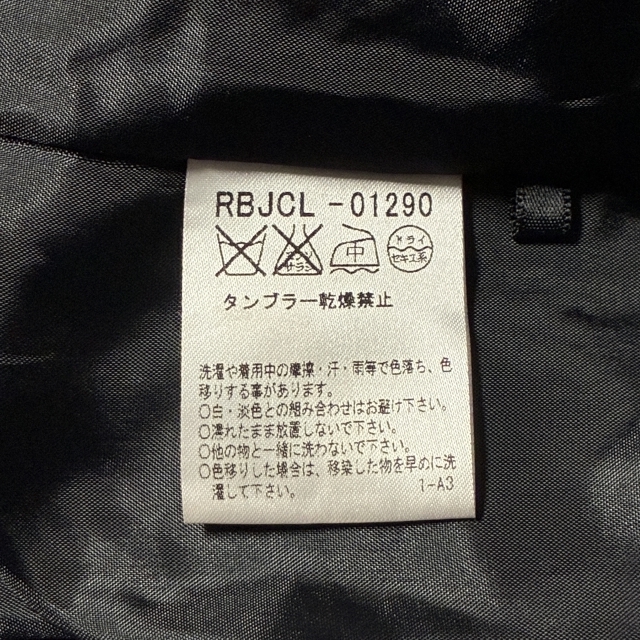 RBJCL-01290
エンソ サラシ 中 ドライ セキユ系
タンブラー乾燥禁止
洗濯や着用中の摩擦・汗・雨等で色落ち、色
移りする事があります。
○白・淡色との組み合わせはお避け下さい。
○濡れたまま放置しないで下さい。
○他の物と一緒に洗わないで下さい。
○色移りした場合は、移染した物を早めに洗
濯して下さい。
1-A3